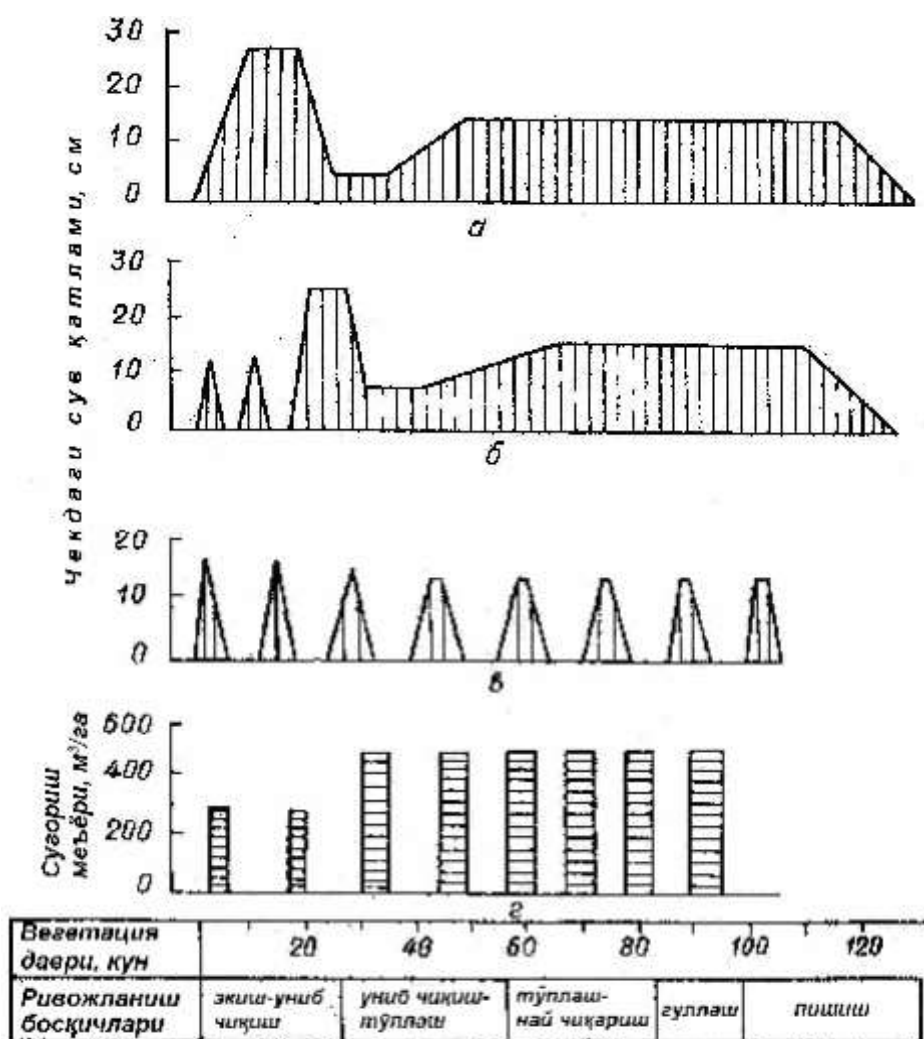 Чекдаги сув қатлами, см
30
20
10
0
а
30
20
10
0
б
20
10
0
в
Суғориш
меъёри, м³/га
600
400
200
0
г
Вегетация
даври, кун
20 40 60 80 100 120
Ривожланиш
босқичлари
экиш-униб
чиқиш
униб чиқиш-
тўплаш
тўплаш-
най чиқариш
гуллаш
пишиш